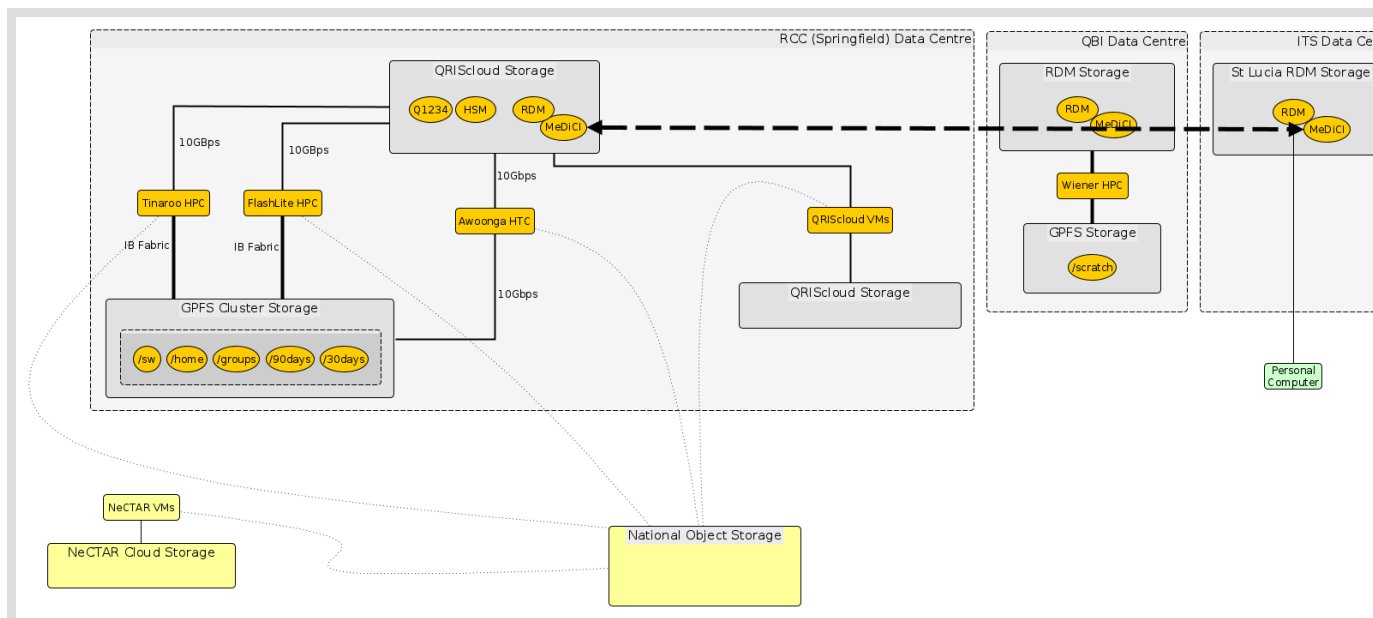 RCC (Springfield) Data Centre
QBI Data Centre
ITS Data Ce
QRIScloud Storage
RDM Storage
St Lucia RDM Storage
Q1234
HSM
RDM
MeDiCI
RDM
MeDiCI
RDM
MeDiCI
10GBps
10GBps
10Gbps
Tinaroo HPC
FlashLite HPC
Awoonga HTC
QRIScloud VMs
Wiener HPC
IB Fabric
IB Fabric
GPFS Storage
/scratch
10Gbps
QRIScloud Storage
GPFS Cluster Storage
/sw
/home
/groups
/90days
/30days
Personal
Computer
NeCTAR VMs
NeCTAR Cloud Storage
National Object Storage